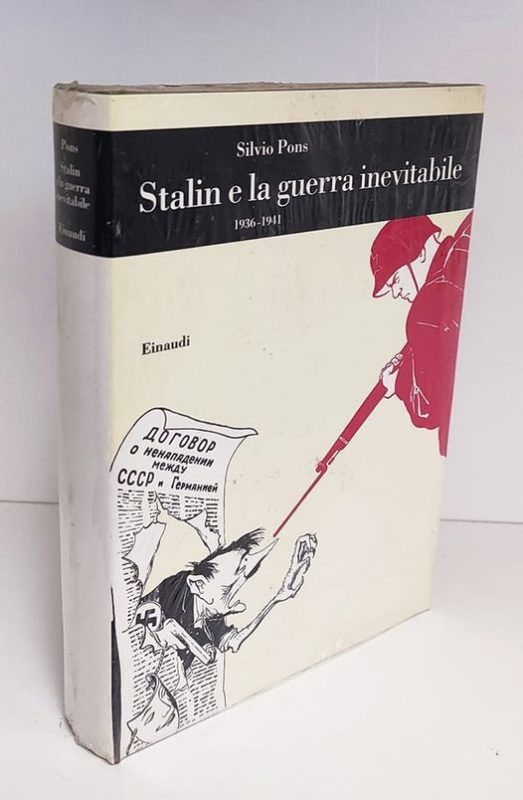 Pons
Stalin
e la guerra
inevitabile
Einaudi
Silvio Pons
Stalin e la guerra inevitabile
1936-1941
Einaudi
ДОГОВОР
о ненападении
между
СССР и Германией